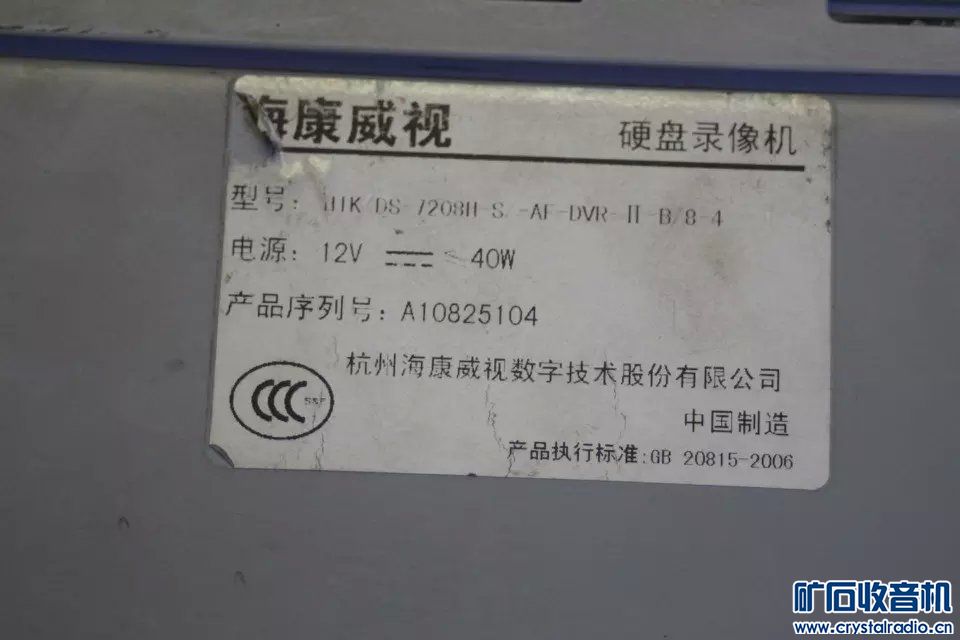 海康威视 硬盘录像机
型号: HIK/DS-7208H-S/-AF-DVR-II-B/8-4
电源: 12V 40W
产品序列号: A10825104
CCC S&F
杭州海康威视数字技术股份有限公司
中国制造
产品执行标准:GB 20815-2006
矿石收音机
www.crystalradio.cn